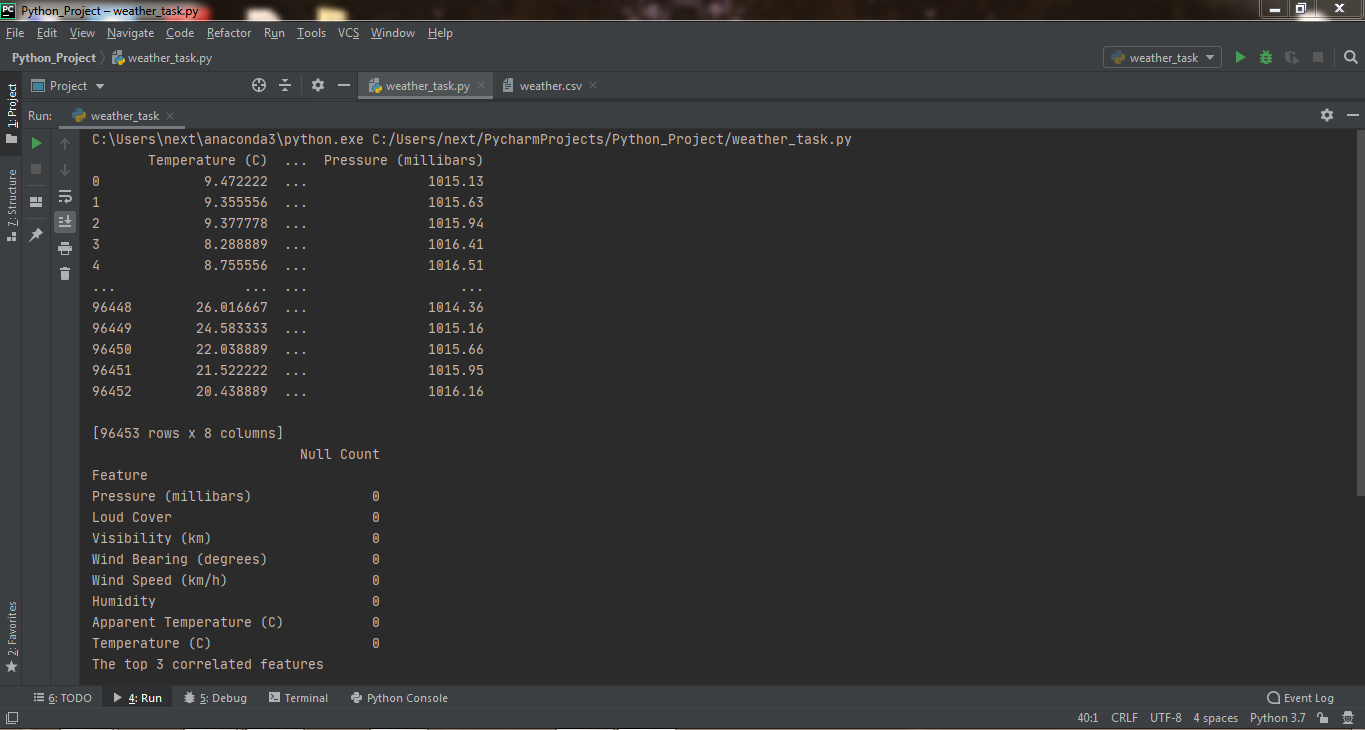 Python_Project – weather_task.py
File Edit View Navigate Code Refactor Run Tools VCS Window Help
Python_Project weather_task.py weather_task
1: Project
Project weather_task.py weather.csv
Run: weather_task
C:\Users\next\anaconda3\python.exe C:/Users/next/PycharmProjects/Python_Project/weather_task.py
Temperature (C) ... Pressure (millibars)
0 9.472222 ... 1015.13
1 9.355556 ... 1015.63
2 9.377778 ... 1015.94
3 8.288889 ... 1016.41
4 8.755556 ... 1016.51
... ... ... ...
96448 26.016667 ... 1014.36
96449 24.583333 ... 1015.16
96450 22.038889 ... 1015.66
96451 21.522222 ... 1015.95
96452 20.438889 ... 1016.16
[96453 rows x 8 columns]
Null Count
Feature
Pressure (millibars) 0
Loud Cover 0
Visibility (km) 0
Wind Bearing (degrees) 0
Wind Speed (km/h) 0
Humidity 0
Apparent Temperature (C) 0
Temperature (C) 0
The top 3 correlated features
7: Structure
2: Favorites
6: TODO 4: Run 5: Debug Terminal Python Console Event Log
40:1 CRLF UTF-8 4 spaces Python 3.7